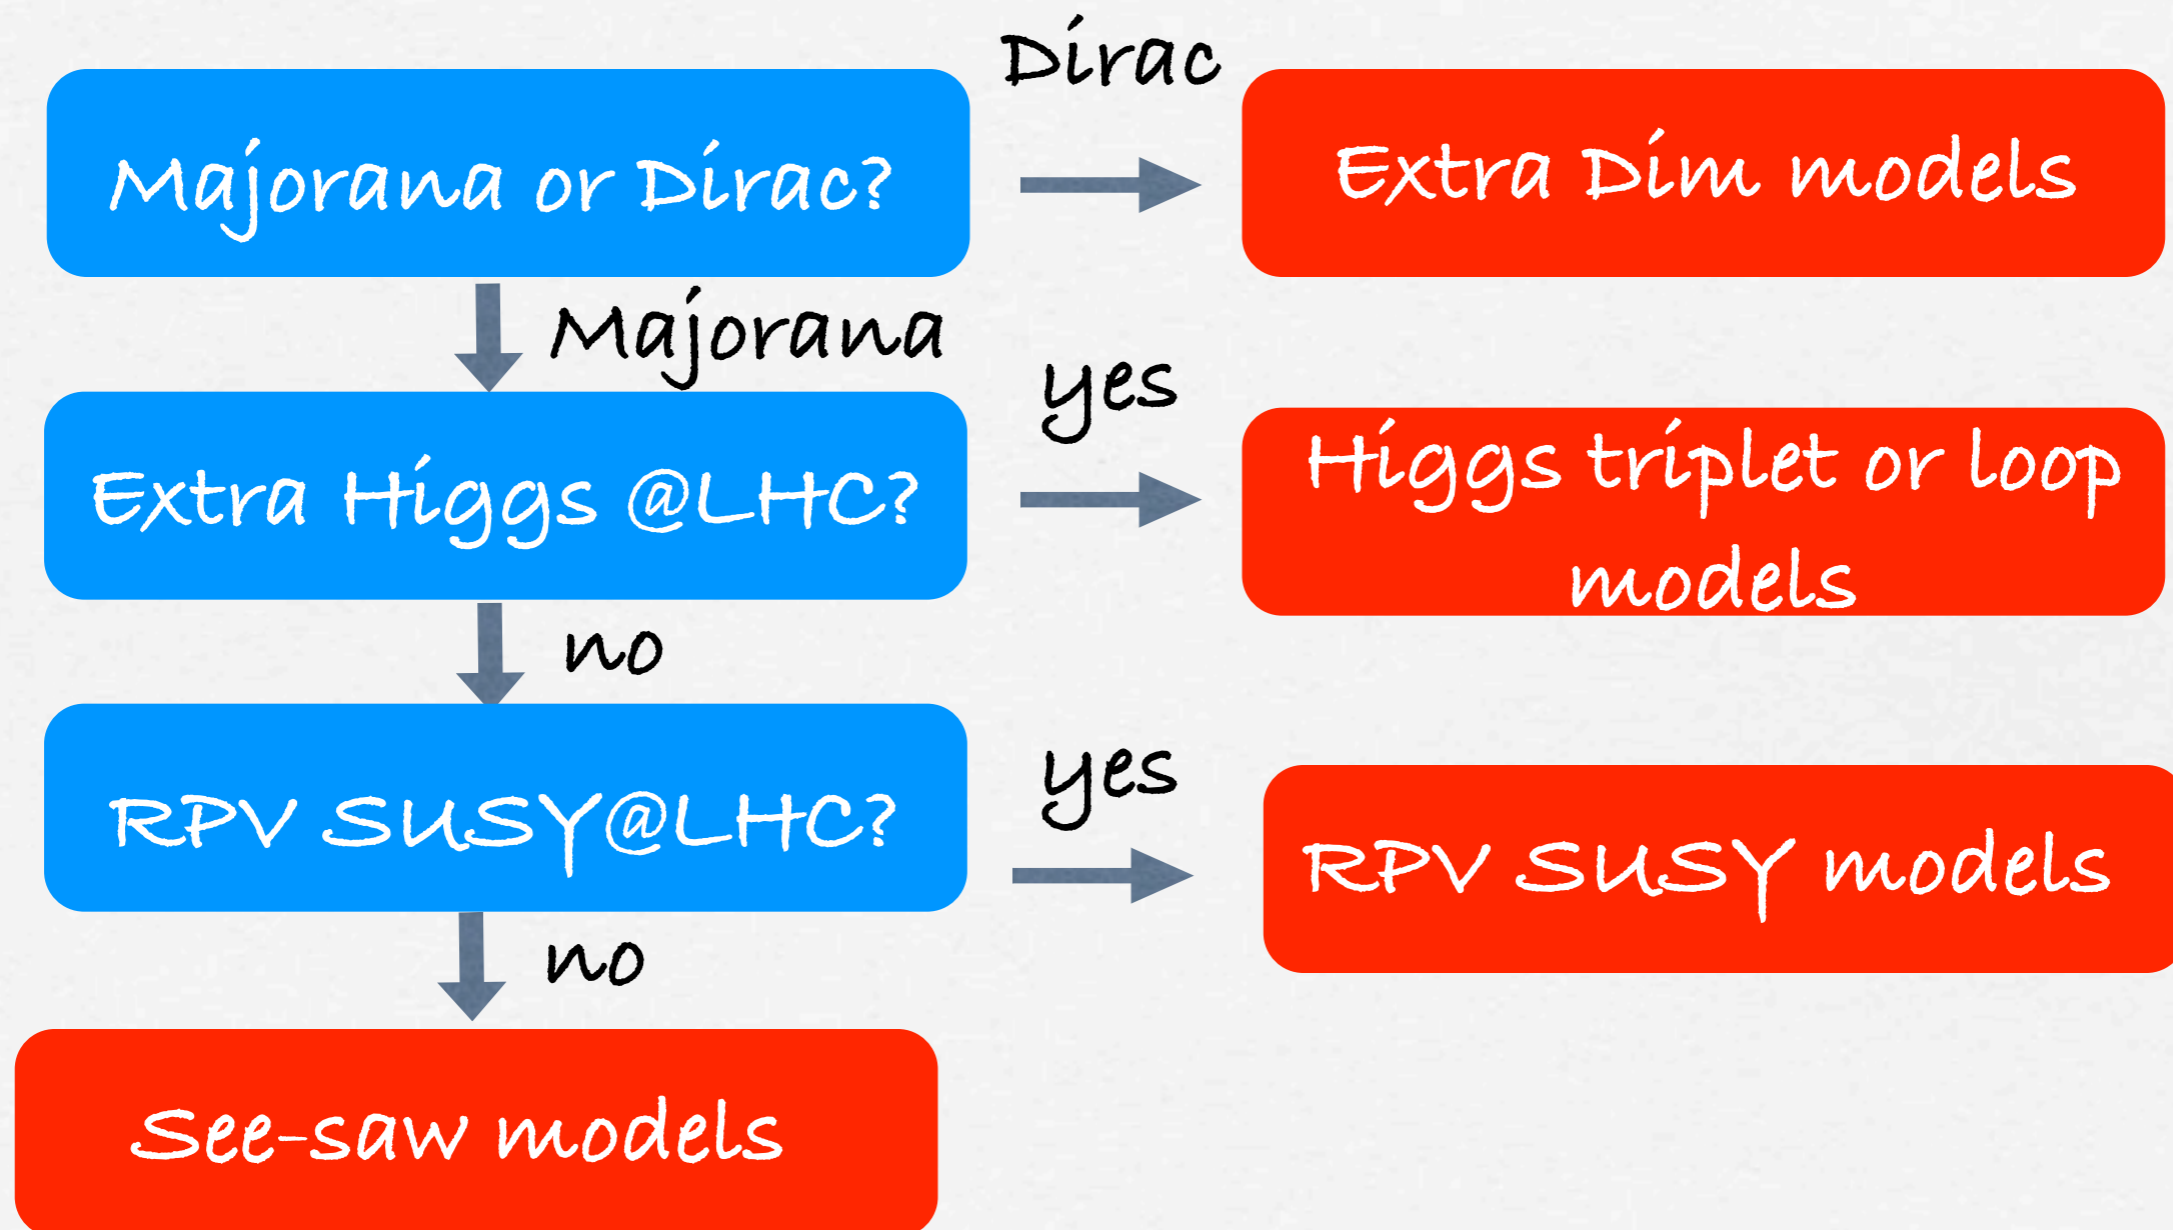 Dirac
Majorana or Dirac?
Extra Dim models
Majorana
yes
Extra Higgs @LHC?
Higgs triplet or loop
models
no
yes
RPV SUSY@LHC?
RPV SUSY models
no
See-saw models